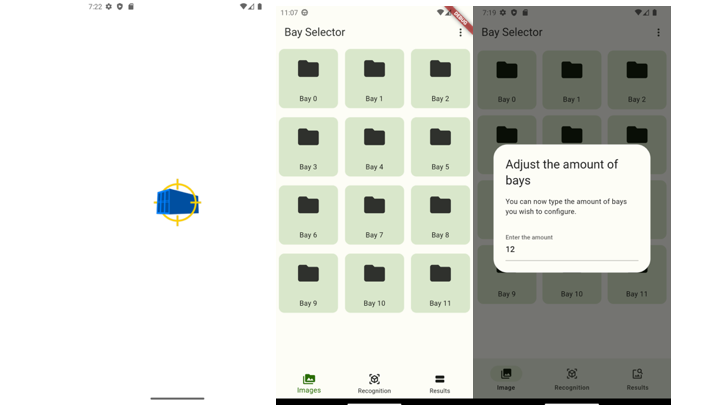 7:22
11:07
DEBUG
Bay Selector
Bay 0
Bay 1
Bay 2
Bay 3
Bay 4
Bay 5
Bay 6
Bay 7
Bay 8
Bay 9
Bay 10
Bay 11
Images
Recognition
Results
7:19
Bay Selector
Bay 0
Bay 1
Bay 2
Adjust the amount of
bays
You can now type the amount of bays
you wish to configure.
Enter the amount
12
Bay 9
Bay 10
Bay 11
Image
Recognition
Results